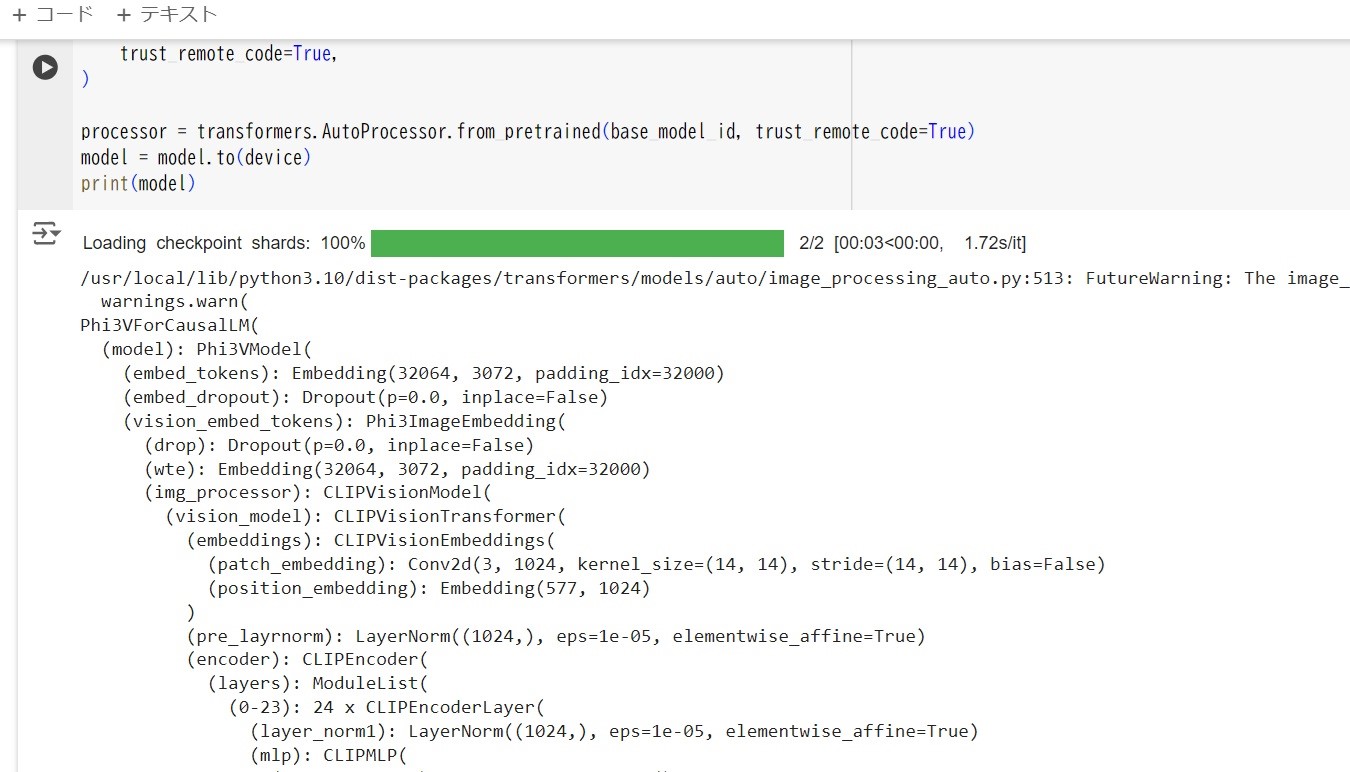 + コード + テキスト
trust_remote_code=True,
)
processor = transformers.AutoProcessor.from_pretrained(base_model_id, trust_remote_code=True)
model = model.to(device)
print(model)
Loading checkpoint shards: 100% 2/2 [00:03<00:00, 1.72s/it]
/usr/local/lib/python3.10/dist-packages/transformers/models/auto/image_processing_auto.py:513: FutureWarning: The image_
warnings.warn(
Phi3VForCausalLM(
(model): Phi3VModel(
(embed_tokens): Embedding(32064, 3072, padding_idx=32000)
(embed_dropout): Dropout(p=0.0, inplace=False)
(vision_embed_tokens): Phi3ImageEmbedding(
(drop): Dropout(p=0.0, inplace=False)
(wte): Embedding(32064, 3072, padding_idx=32000)
(img_processor): CLIPVisionModel(
(vision_model): CLIPVisionTransformer(
(embeddings): CLIPVisionEmbeddings(
(patch_embedding): Conv2d(3, 1024, kernel_size=(14, 14), stride=(14, 14), bias=False)
(position_embedding): Embedding(577, 1024)
)
(pre_layrnorm): LayerNorm((1024,), eps=1e-05, elementwise_affine=True)
(encoder): CLIPEncoder(
(layers): ModuleList(
(0-23): 24 x CLIPEncoderLayer(
(layer_norm1): LayerNorm((1024,), eps=1e-05, elementwise_affine=True)
(mlp): CLIPMLP(